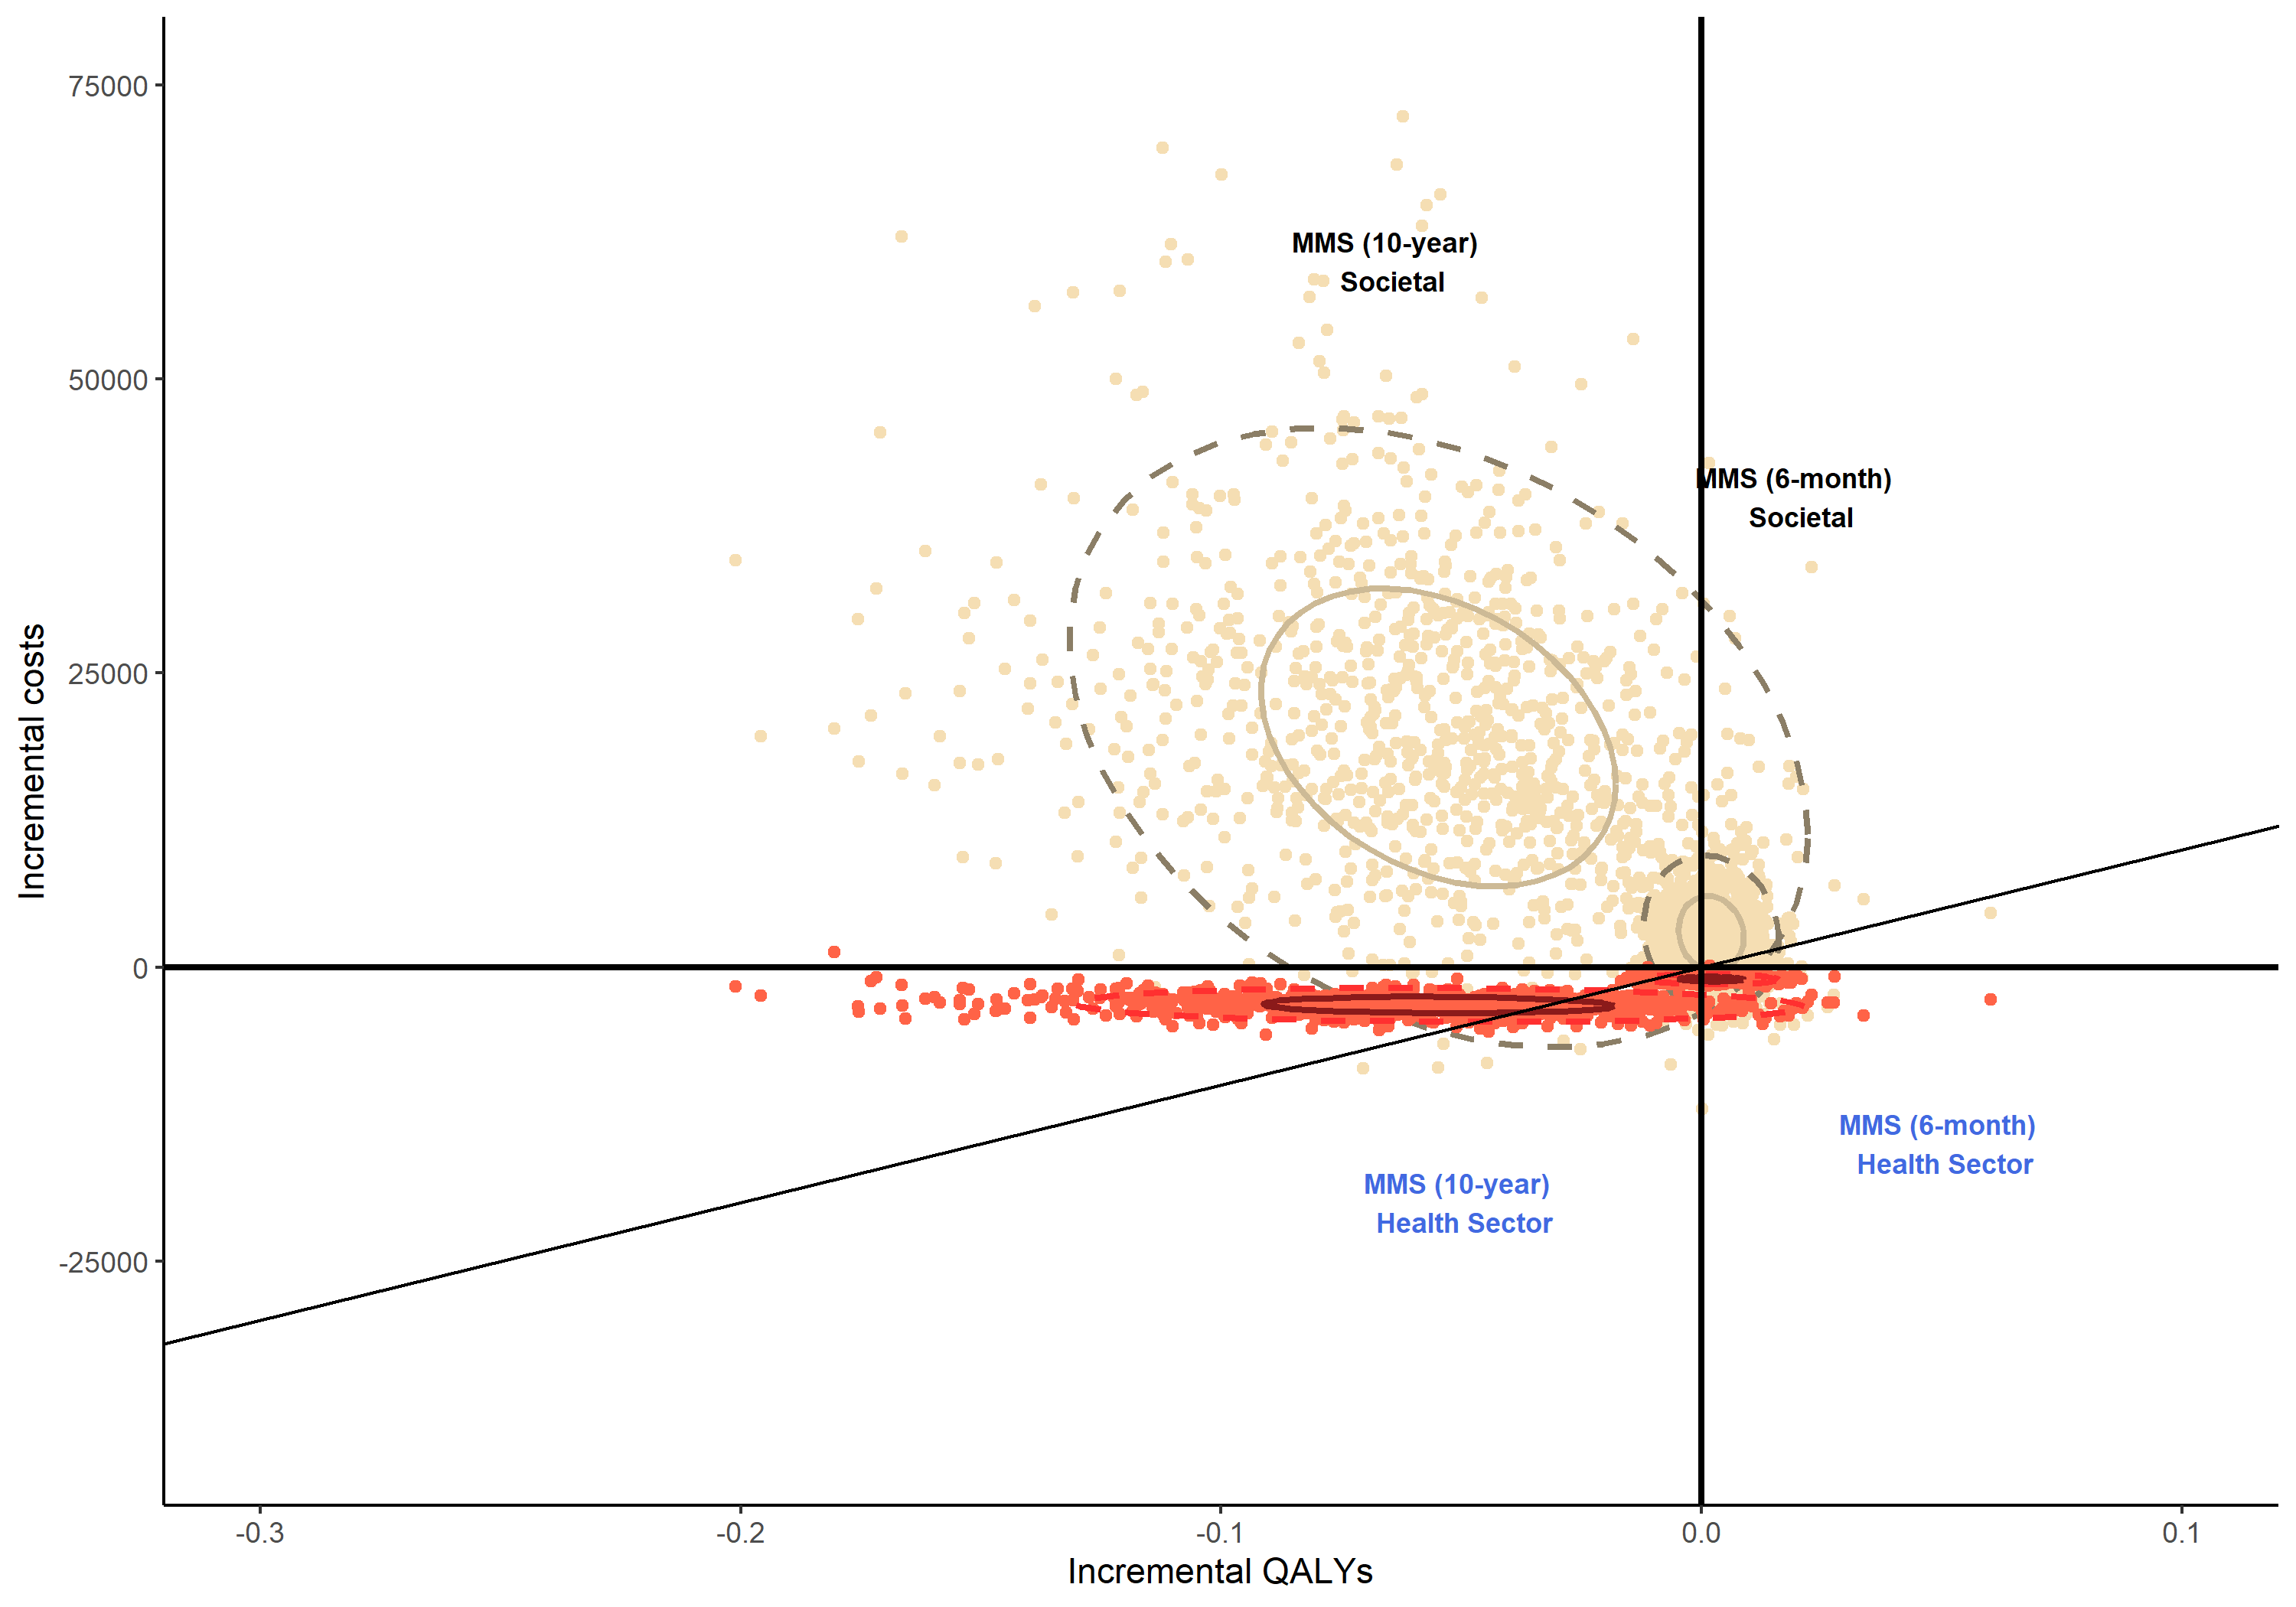 75000
MMS (10-year)
Societal
50000
MMS (6-month)
Societal
25000
Incremental costs
0
MMS (6-month)
Health Sector
MMS (10-year)
Health Sector
-25000
-0.3
-0.2
-0.1
0.0
0.1
Incremental QALYs